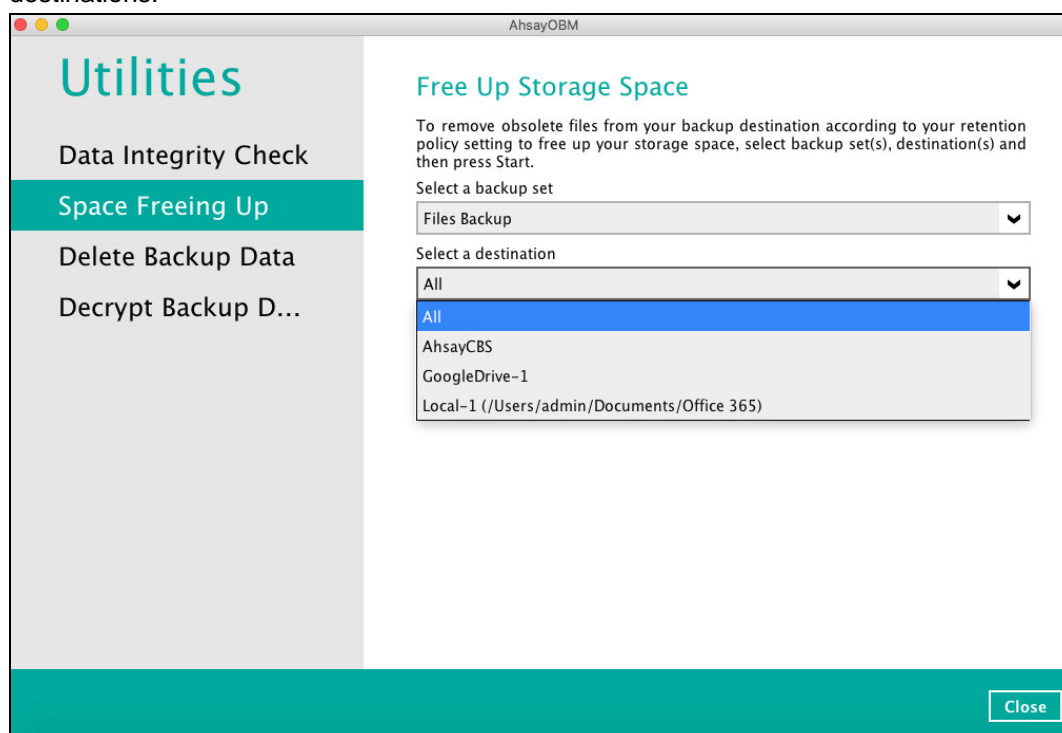 AhsayOBM
Utilities
Data Integrity Check
Space Freeing Up
Delete Backup Data
Decrypt Backup D...
Free Up Storage Space
To remove obsolete files from your backup destination according to your retention
policy setting to free up your storage space, select backup set(s), destination(s) and
then press Start.
Select a backup set
Files Backup
Select a destination
All
All
AhsayCBS
GoogleDrive-1
Local-1 (/Users/admin/Documents/Office 365)
Close